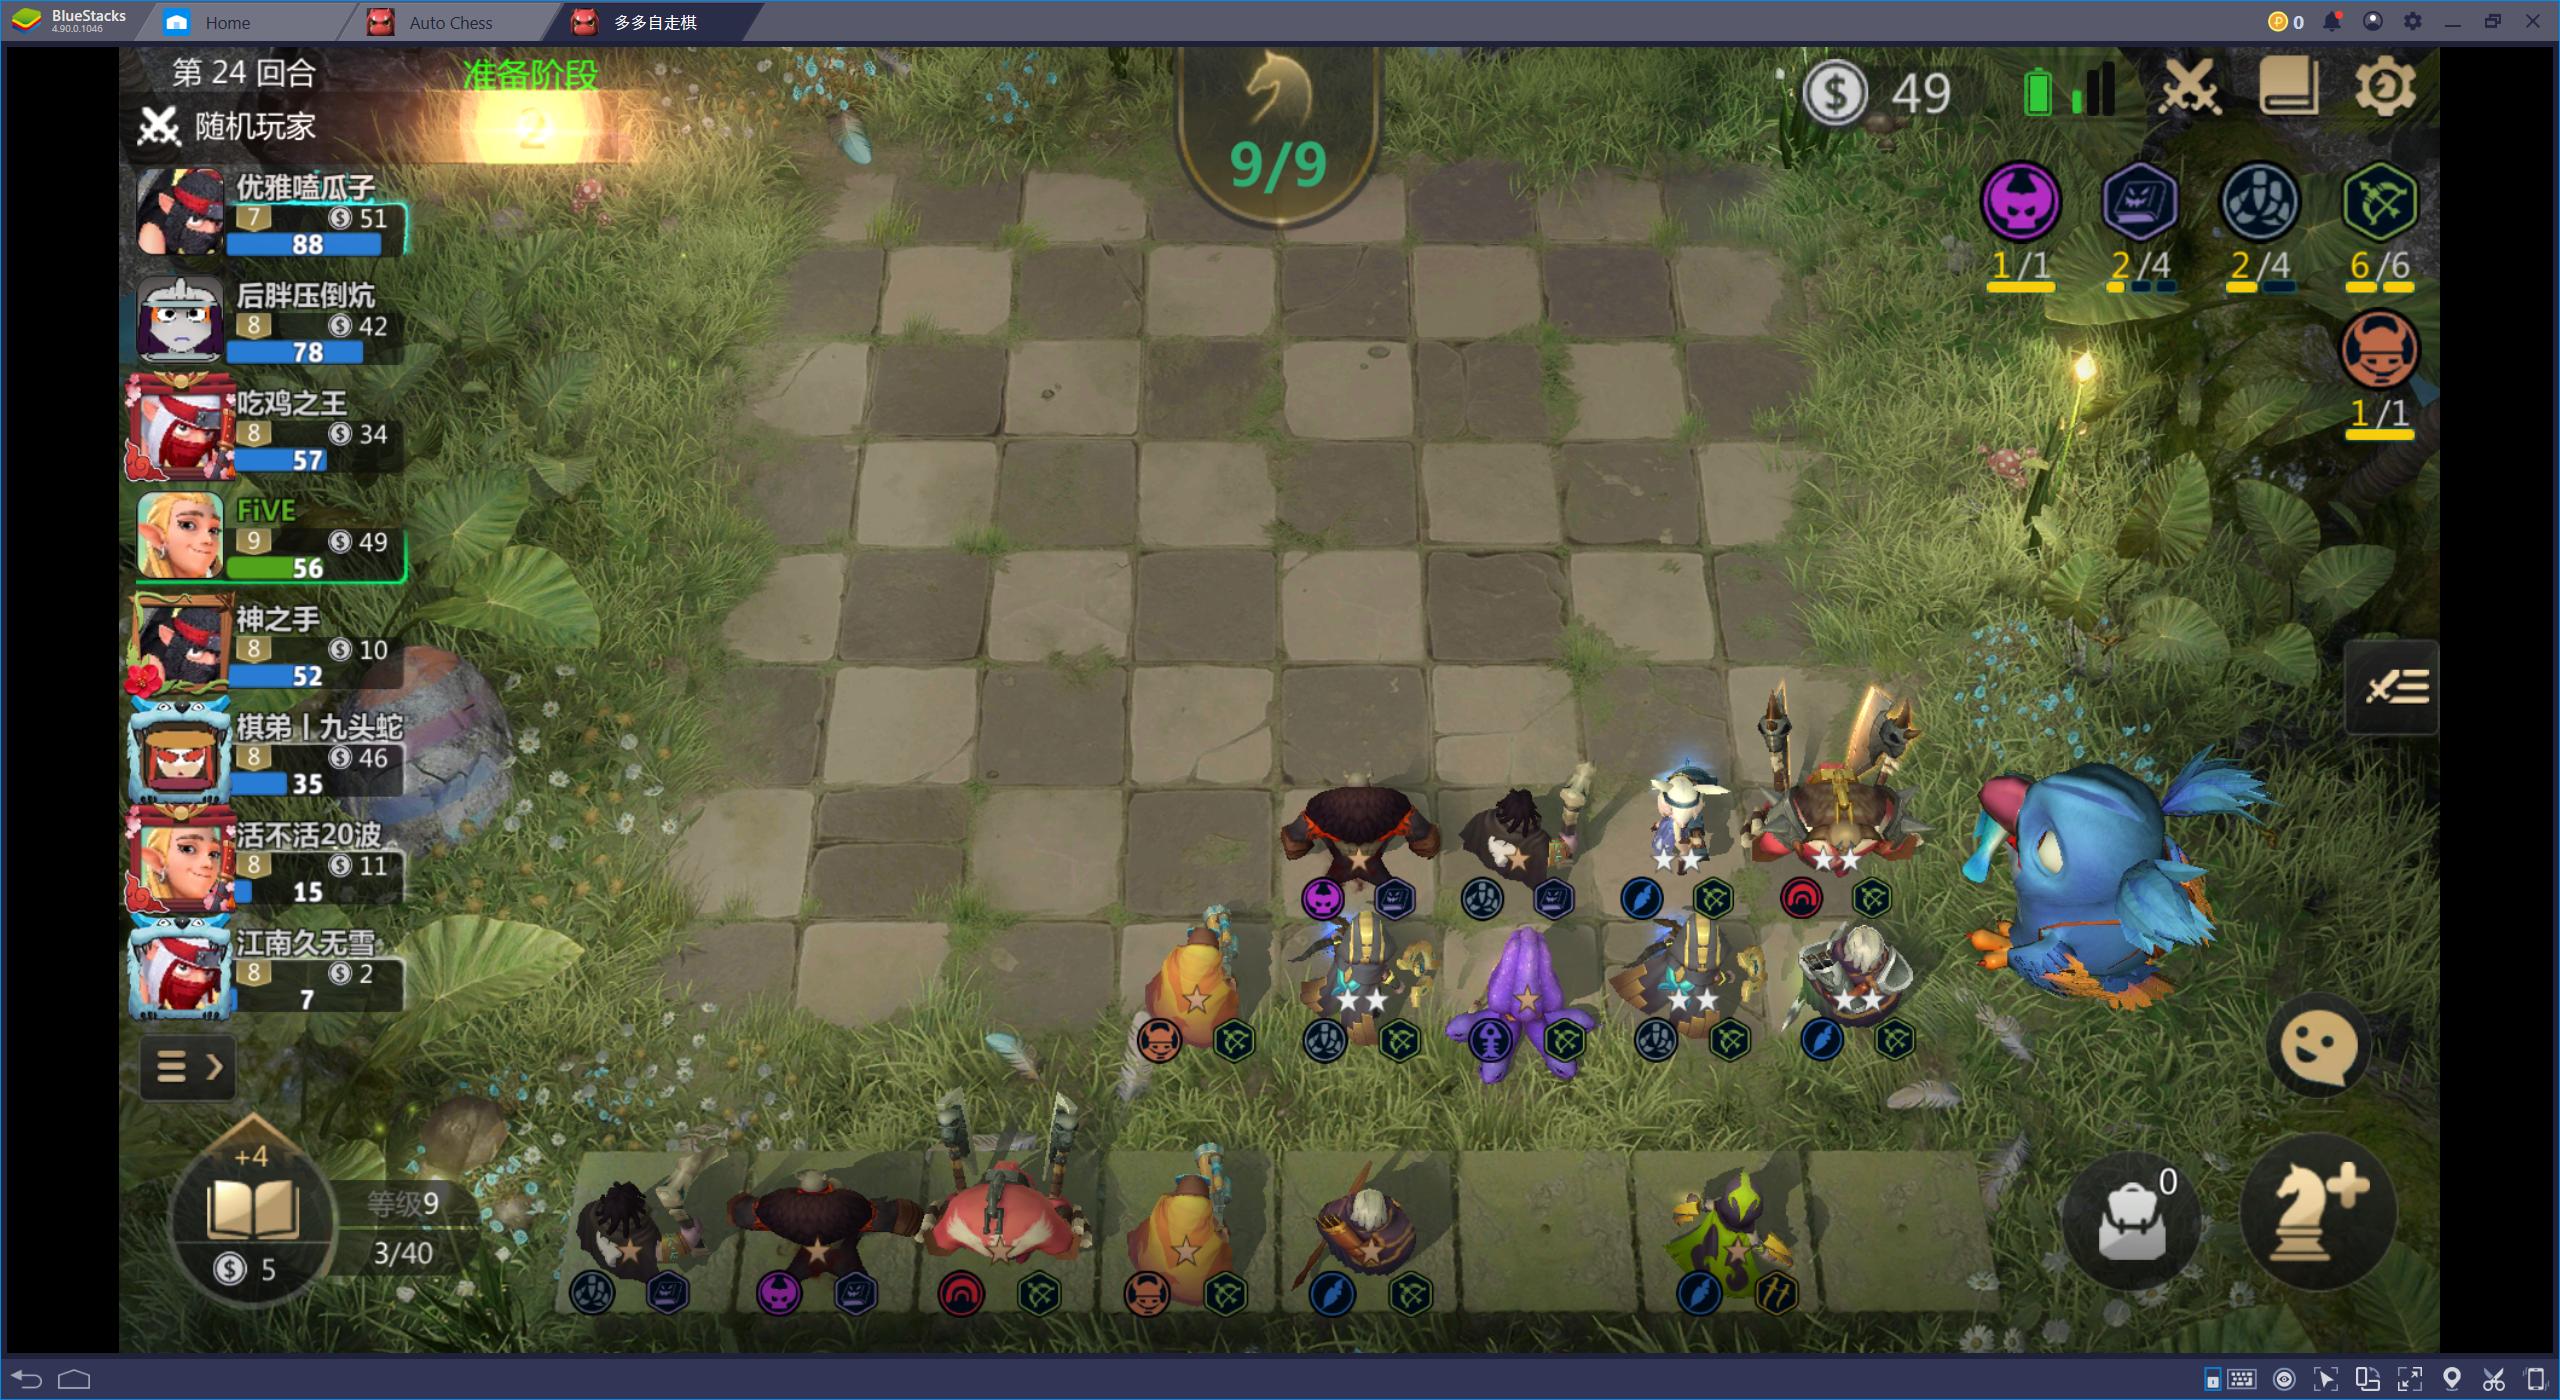 BlueStacks
4.90.0.1046
Home
Auto Chess
多多自走棋
0
第 24 回合
准备阶段
随机玩家
2
9/9
49
1/1
2/4
2/4
6/6
1/1
优雅嗑瓜子
7 51
88
后胖压倒炕
8 42
78
吃鸡之王
8 34
57
FiVE
9 49
56
神之手
8 10
52
棋弟丨九头蛇
8 46
35
活不活20波
8 11
15
江南久无雪
8 2
7
+4
5
等级9
3/40
0